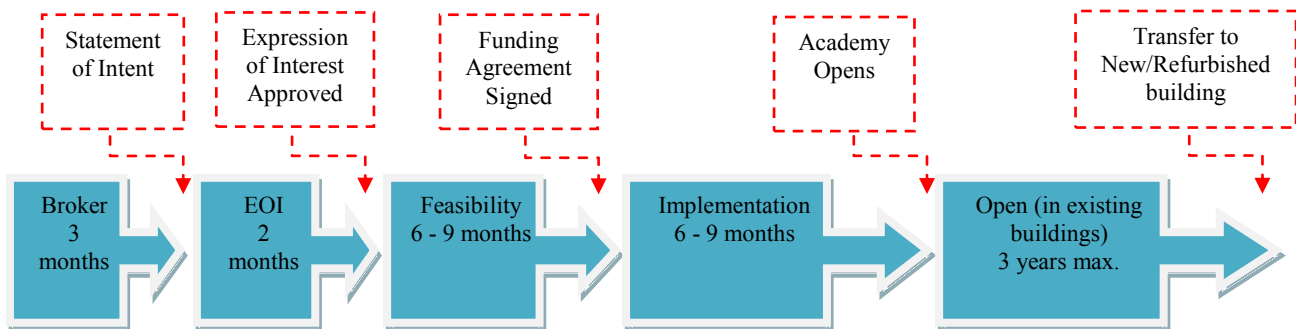 Statement
of Intent
Expression
of Interest
Approved
Funding
Agreement
Signed
Academy
Opens
Transfer to
New/Refurbished
building
Broker
3
months
EOI
2
months
Feasibility
6 - 9 months
Implementation
6 - 9 months
Open (in existing
buildings)
3 years max.